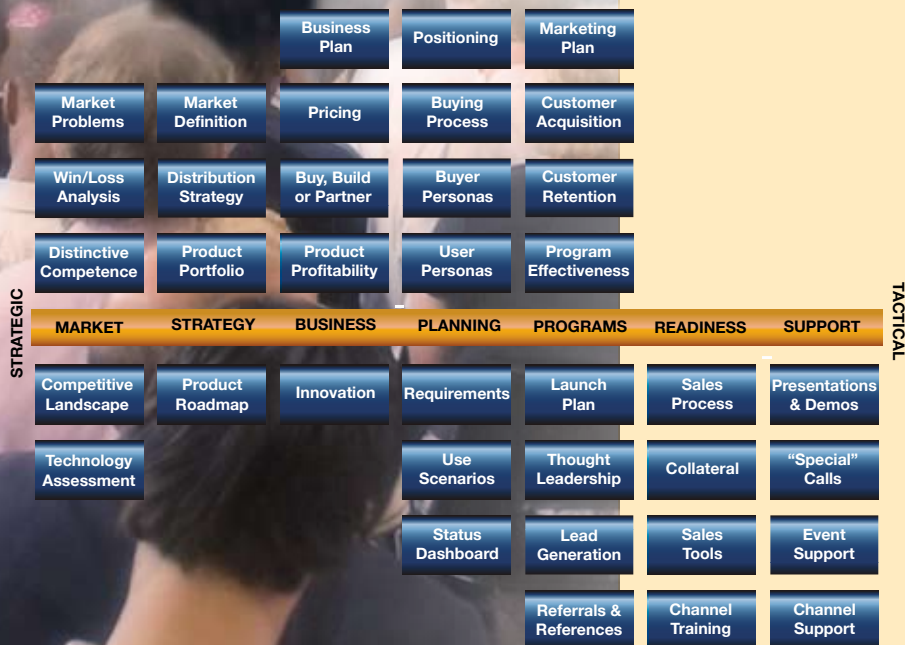 Business
Plan
Positioning
Marketing
Plan
Market
Problems
Market
Definition
Pricing
Buying
Process
Customer
Acquisition
Win/Loss
Analysis
Distribution
Strategy
Buy, Build
or Partner
Buyer
Personas
Customer
Retention
Distinctive
Competence
Product
Portfolio
Product
Profitability
User
Personas
Program
Effectiveness
STRATEGIC
MARKET
STRATEGY
BUSINESS
PLANNING
PROGRAMS
READINESS
SUPPORT
TACTICAL
Competitive
Landscape
Product
Roadmap
Innovation
Requirements
Launch
Plan
Sales
Process
Presentations
& Demos
Technology
Assessment
Use
Scenarios
Thought
Leadership
Collateral
“Special”
Calls
Status
Dashboard
Lead
Generation
Sales
Tools
Event
Support
Referrals &
References
Channel
Training
Channel
Support